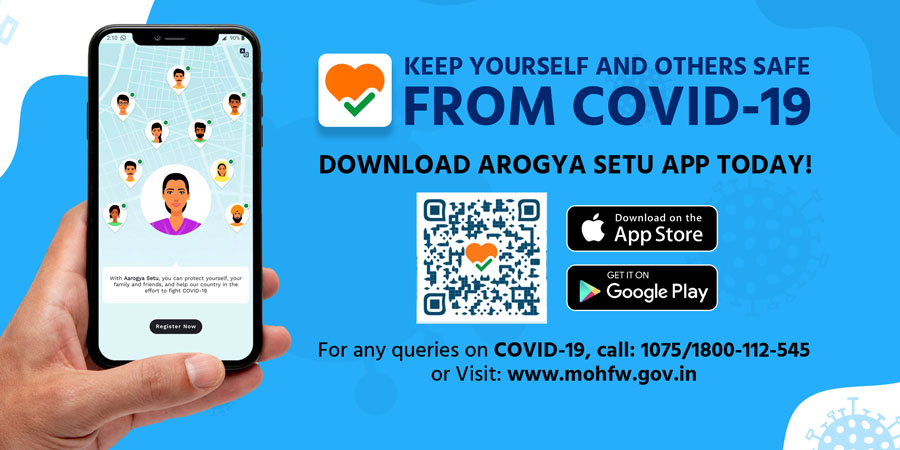 2:10
90%
KEEP YOURSELF AND OTHERS SAFE
FROM COVID-19
DOWNLOAD AROGYA SETU APP TODAY!
Download on the
App Store
GET IT ON
Google Play
With Aarogya Setu, you can protect yourself, your
family and friends, and help our country in the
effort to fight COVID-19
Register Now
For any queries on COVID-19, call: 1075/1800-112-545
or Visit: www.mohfw.gov.in